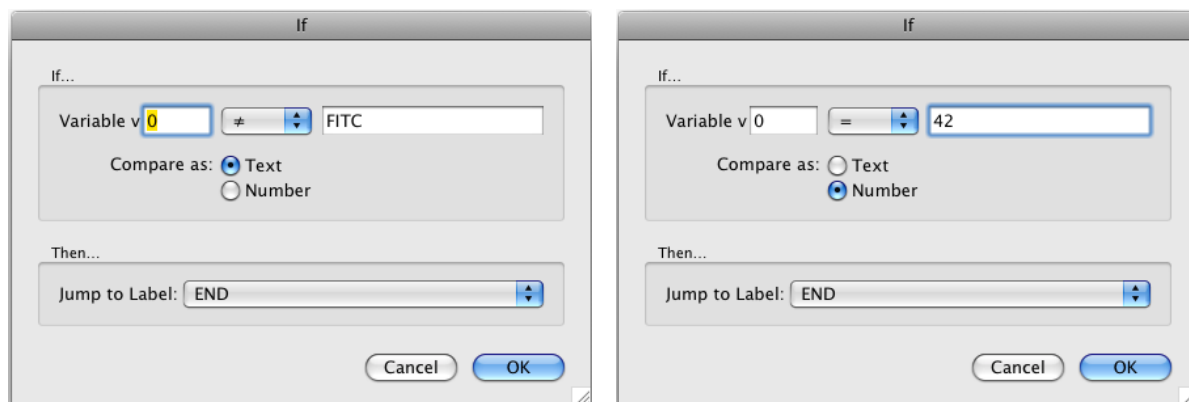 If
If...
Variable v 0 ≠ FITC
Compare as: Text
Number
Then...
Jump to Label: END
Cancel OK
If
If...
Variable v 0 = 42
Compare as: Text
Number
Then...
Jump to Label: END
Cancel OK